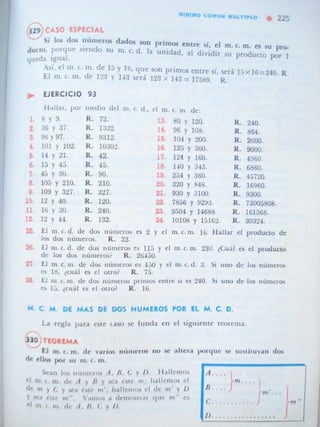 MINIMO COMUN MULTIPLO 225
329 CASO ESPECIAL
Si los dos números dados son primos entre sí, el m. c. m. es su pro-
ducto, porque siendo su m. c. d. la unidad, al dividir su producto por 1
queda igual.
Así, el m. c. m. de 15 y 16, que son primos entre sí, será 15×16=240. R.
El m. c. m. de 123 y 143 será 123 × 143 = 17589. R.
EJERCICIO 93
Hallar, por medio del m. c. d., el m. c. m. de:
1. 8 y 9. R. 72.
2. 36 y 37. R. 1332.
3. 96 y 97. R. 9312.
4. 101 y 102. R. 10302.
5. 14 y 21. R. 42.
6. 15 y 45. R. 45.
7. 45 y 90. R. 90.
8. 105 y 210. R. 210.
9. 109 y 327. R. 327.
10. 12 y 40. R. 120.
11. 16 y 30. R. 240.
12. 12 y 44. R. 132.
13. 80 y 120. R. 240.
14. 96 y 108. R. 864.
15. 104 y 200. R. 2600.
16. 125 y 360. R. 9000.
17. 124 y 160. R. 4960.
18. 140 y 343. R. 6860.
19. 254 y 360. R. 45720.
20. 320 y 848. R. 16960.
21. 930 y 3100. R. 9300.
22. 7856 y 9293. R. 73005808.
23. 9504 y 14688. R. 161568.
24. 10108 y 15162. R. 30324.
25. El m. c. d. de dos números es 2 y el m. c. m. 16. Hallar el producto de
los dos números. R. 32.
26. El m. c. d. de dos números es 115 y el m. c. m. 230. ¿Cuál es el producto
de los dos números? R. 26450.
27. El m. c. m. de dos números es 450 y el m. c. d. 3. Si uno de los números
es 18, ¿cuál es el otro? R. 75.
28. El m. c. m. de dos números primos entre sí es 240. Si uno de los números
es 15, ¿cuál es el otro? R. 16.
M. C. M. DE MAS DE DOS NUMEROS POR EL M. C. D.
La regla para este caso se funda en el siguiente teorema.
330 TEOREMA
El m. c. m. de varios números no se altera porque se sustituyan dos
de ellos por su m. c. m.
Sean los números A, B, C y D. Hallemos
el m. c. m. de A y B y sea éste m; hallemos el
de m y C y sea éste m'; hallemos el de m' y D
y sea éste m''. Vamos a demostrar que m'' es
el m. c. m. de A, B, C y D.
A . . . .
B . . . .
m . . . .
C . . . . . . . . . . . .
m' . . .
D . . . . . . . . . . . . . . . .
m''